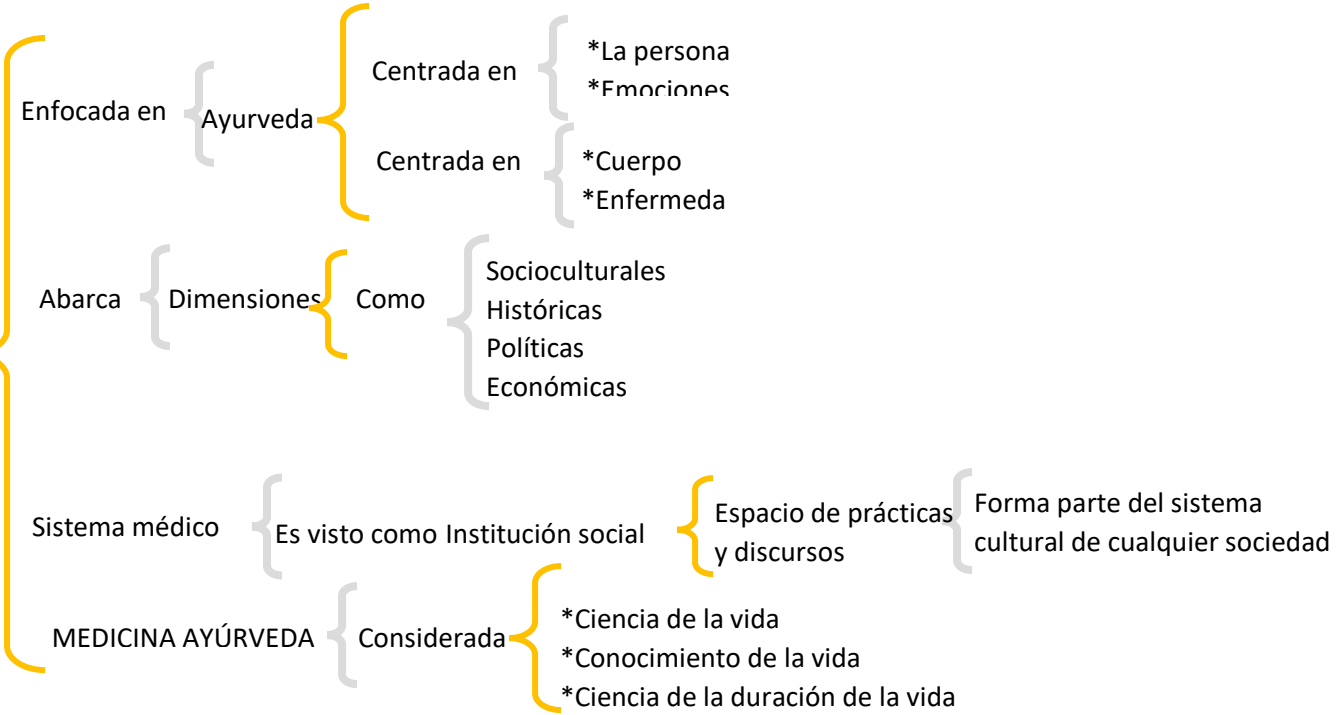 Enfocada en
Ayurveda
Centrada en
*La persona
*Emociones
Centrada en
*Cuerpo
*Enfermeda
Abarca
Dimensiones
Como
Socioculturales
Históricas
Políticas
Económicas
Sistema médico
Es visto como Institución social
Espacio de prácticas
y discursos
Forma parte del sistema
cultural de cualquier sociedad
MEDICINA AYÚRVEDA
Considerada
*Ciencia de la vida
*Conocimiento de la vida
*Ciencia de la duración de la vida